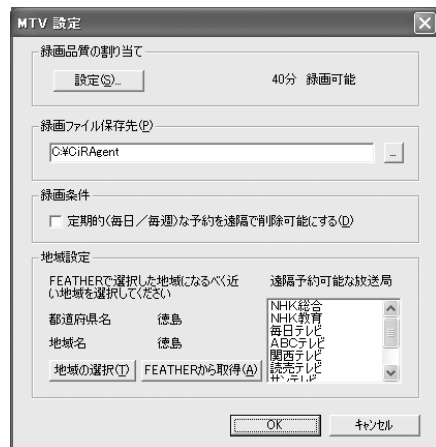 MTV 設定
録画品質の割り当て
設定(S)...
40分 録画可能
録画ファイル保存先(P)
C:¥CiRAgent
...
録画条件
定期的(毎日／毎週)な予約を遠隔で削除可能にする(D)
地域設定
FEATHERで選択した地域になるべく近
い地域を選択してください
都道府県名 徳島
地域名 徳島
地域の選択(T) FEATHERから取得(A)
遠隔予約可能な放送局
NHK総合
NHK教育
毎日テレビ
ABCテレビ
関西テレビ
読売テレビ
サンテレビ
OK キャンセル